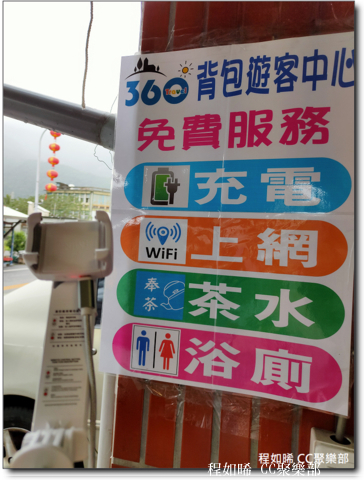 360° 背包遊客中心
免費服務
充電
WiFi 上網
奉茶 茶水
浴廁
程如晞 CC聚樂部
程如晞 CC聚樂部